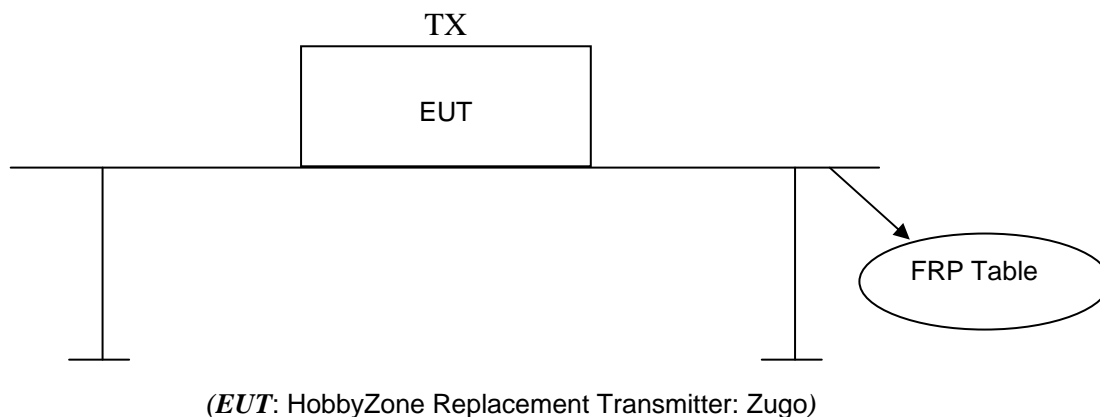 TX
EUT
FRP Table
(EUT: HobbyZone Replacement Transmitter: Zugo)